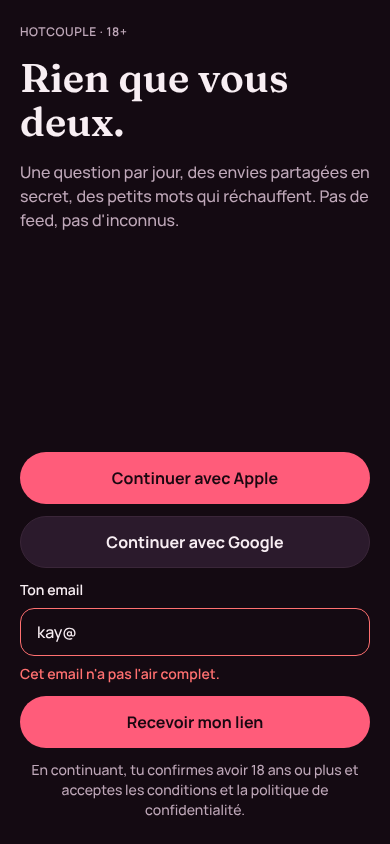 HOTCOUPLE · 18+
Rien que vous
deux.
Une question par jour, des envies partagées en
secret, des petits mots qui réchauffent. Pas de
feed, pas d'inconnus.
Continuer avec Apple
Continuer avec Google
Ton email
kay@
Cet email n'a pas l'air complet.
Recevoir mon lien
En continuant, tu confirmes avoir 18 ans ou plus et
acceptes les conditions et la politique de
confidentialité.